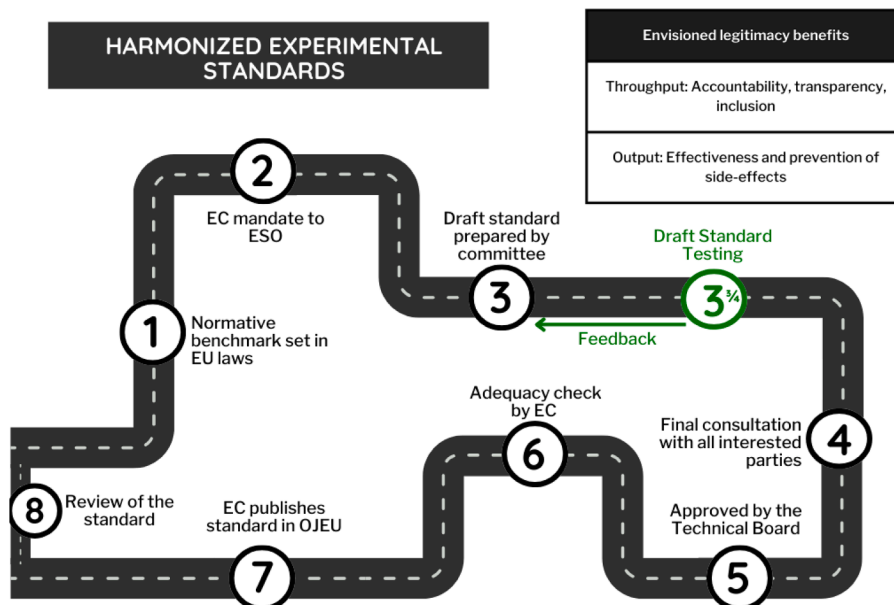 HARMONIZED EXPERIMENTAL
STANDARDS
Envisioned legitimacy benefits
Throughput: Accountability, transparency,
inclusion
Output: Effectiveness and prevention of
side-effects
2
EC mandate to
ESO
Draft standard
prepared by
committee
3
Draft Standard
Testing
3¾
Feedback
1
Normative
benchmark set in
EU laws
Adequacy check
by EC
6
Final consultation
with all interested
parties
4
8
Review of the
standard
EC publishes
standard in OJEU
7
Approved by the
Technical Board
5